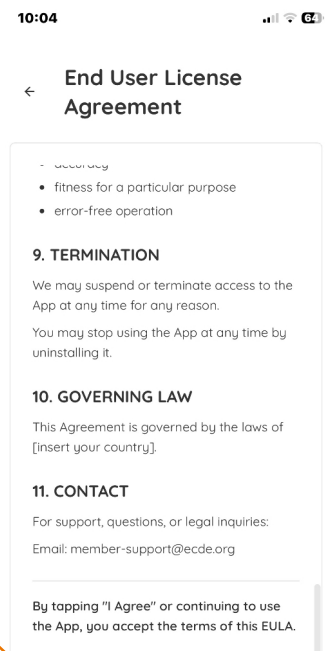 10:04
64
End User License
Agreement
accuracy
• fitness for a particular purpose
• error-free operation
9. TERMINATION
We may suspend or terminate access to the
App at any time for any reason.
You may stop using the App at any time by
uninstalling it.
10. GOVERNING LAW
This Agreement is governed by the laws of
[insert your country].
11. CONTACT
For support, questions, or legal inquiries:
Email: member-support@ecde.org
By tapping "I Agree" or continuing to use
the App, you accept the terms of this EULA.